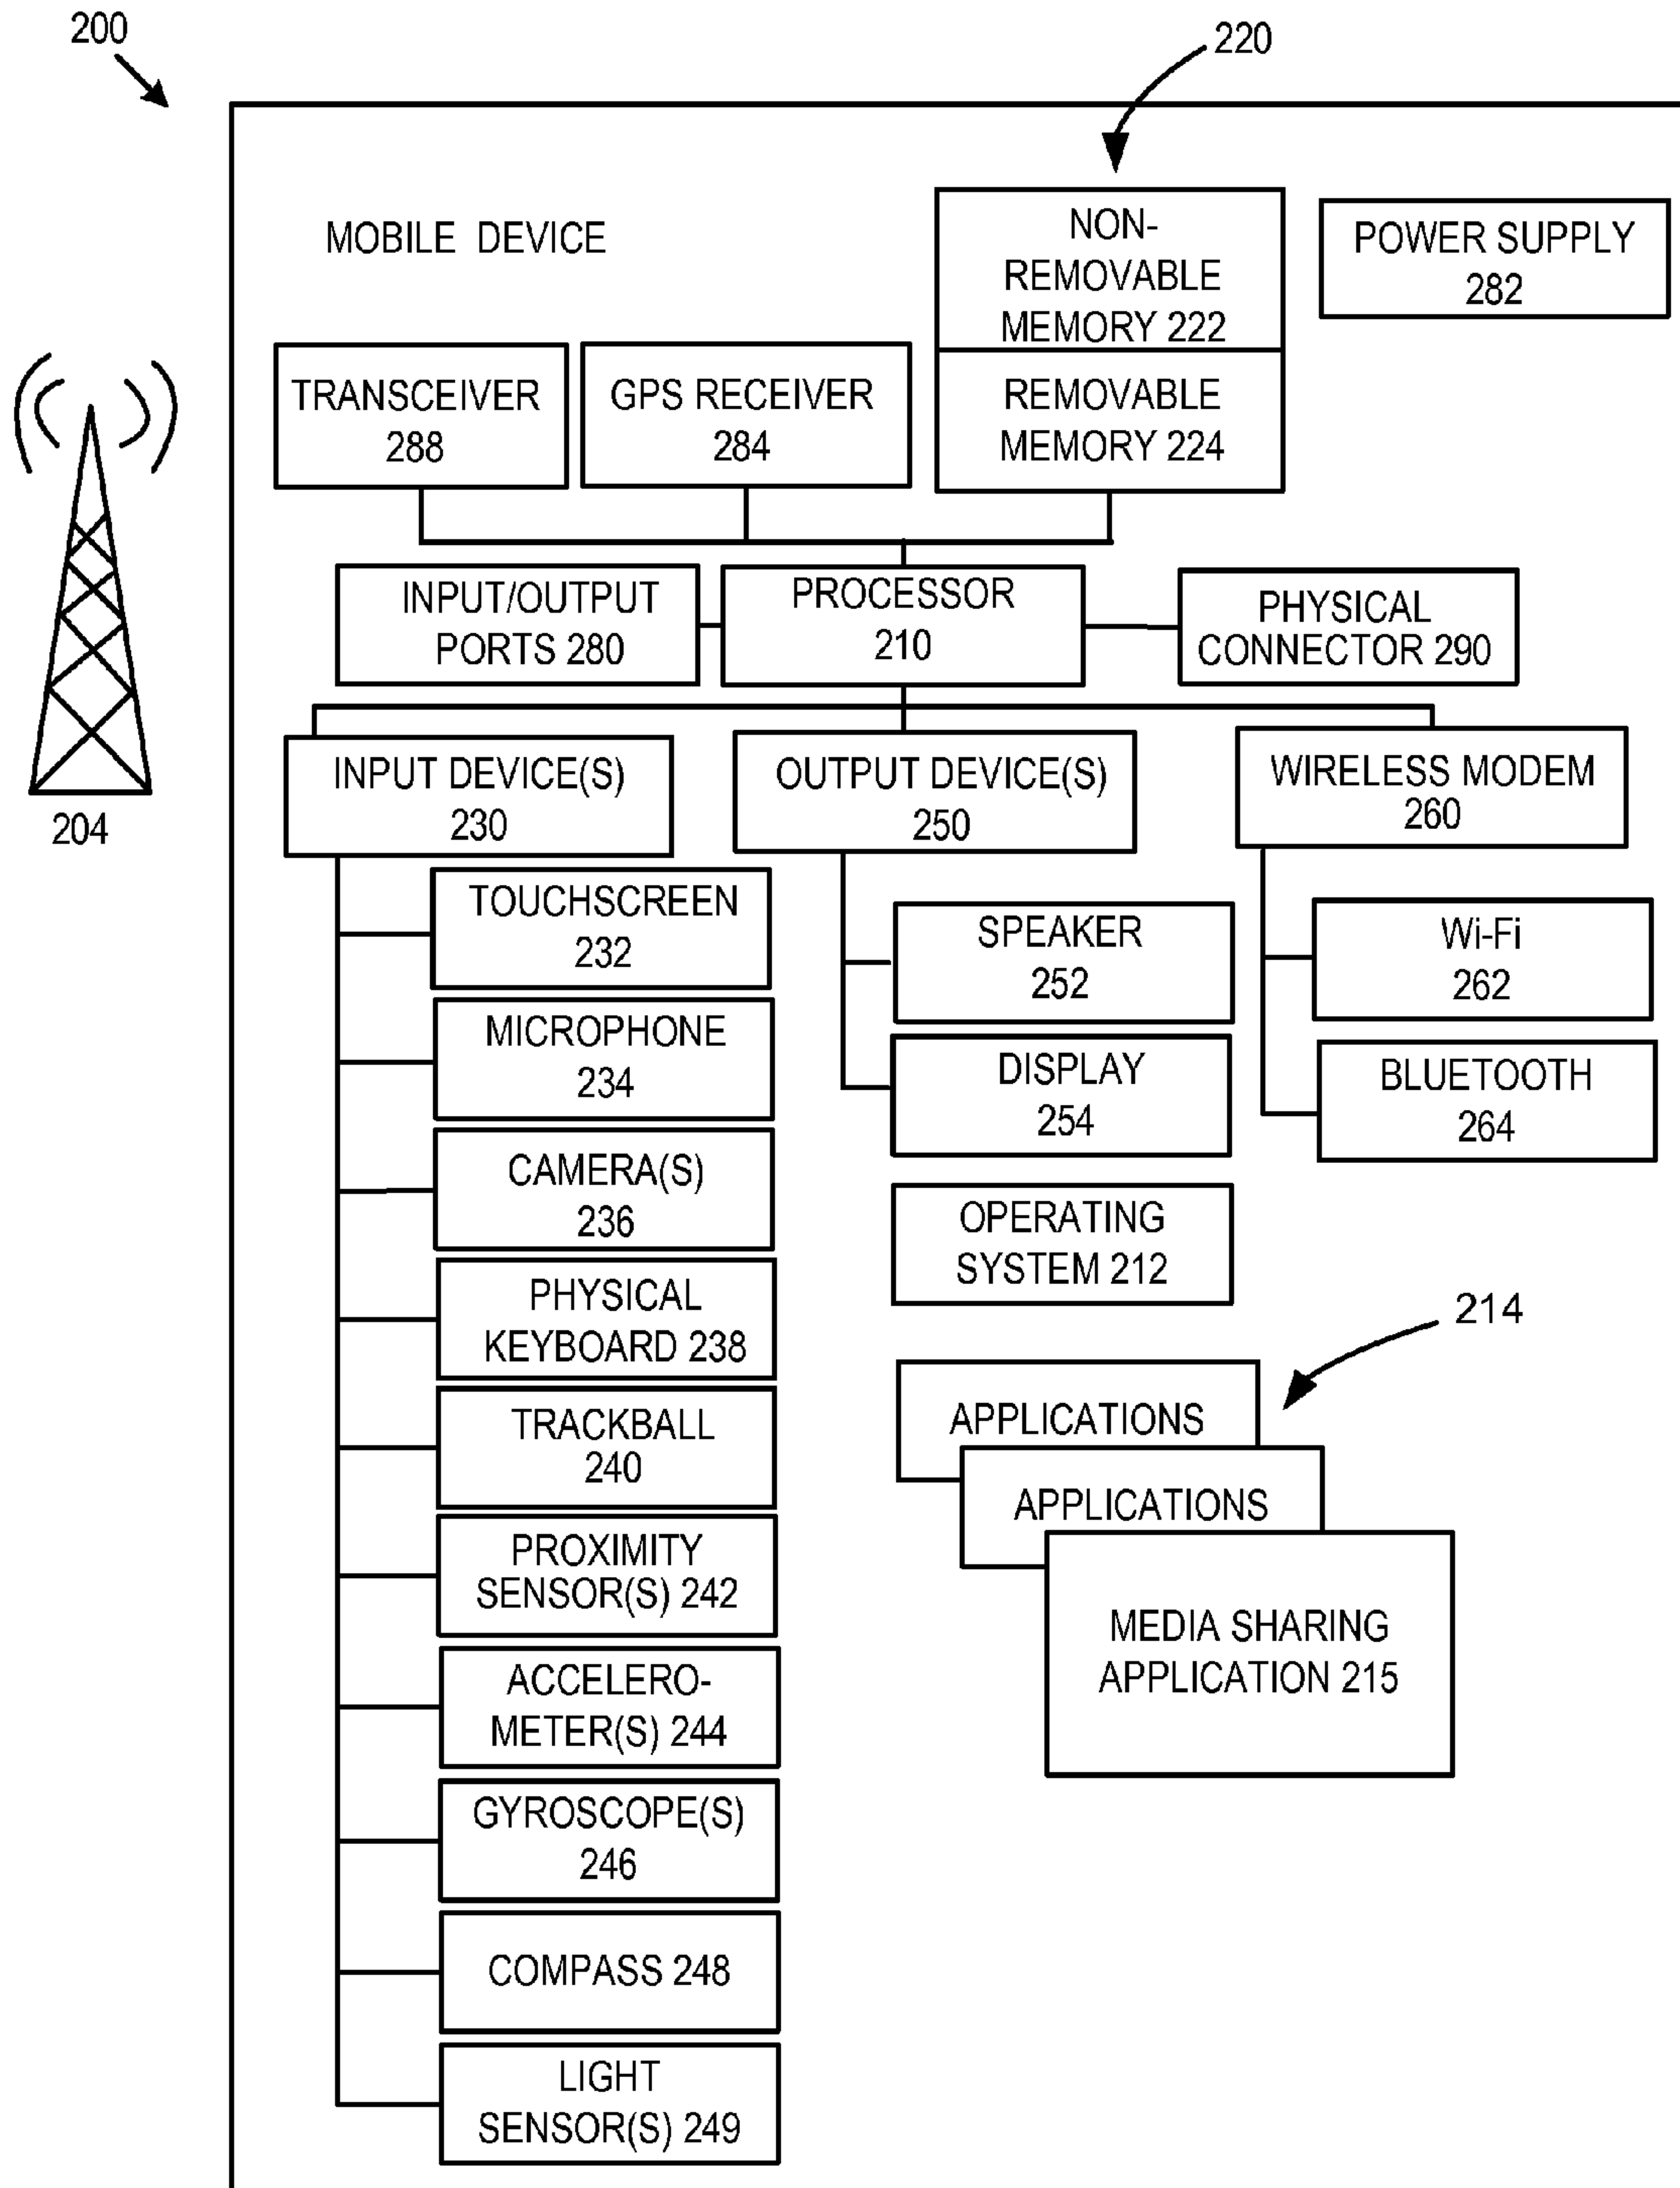 200
220
MOBILE DEVICE
NON-
REMOVABLE
MEMORY 222
POWER SUPPLY
282
TRANSCEIVER
288
GPS RECEIVER
284
REMOVABLE
MEMORY 224
INPUT/OUTPUT
PORTS 280
PROCESSOR
210
PHYSICAL
CONNECTOR 290
204
INPUT DEVICE(S)
230
OUTPUT DEVICE(S)
250
WIRELESS MODEM
260
TOUCHSCREEN
232
MICROPHONE
234
CAMERA(S)
236
PHYSICAL
KEYBOARD 238
TRACKBALL
240
PROXIMITY
SENSOR(S) 242
ACCELERO-
METER(S) 244
GYROSCOPE(S)
246
COMPASS 248
LIGHT
SENSOR(S) 249
SPEAKER
252
DISPLAY
254
Wi-Fi
262
BLUETOOTH
264
OPERATING
SYSTEM 212
214
APPLICATIONS
APPLICATIONS
MEDIA SHARING
APPLICATION 215